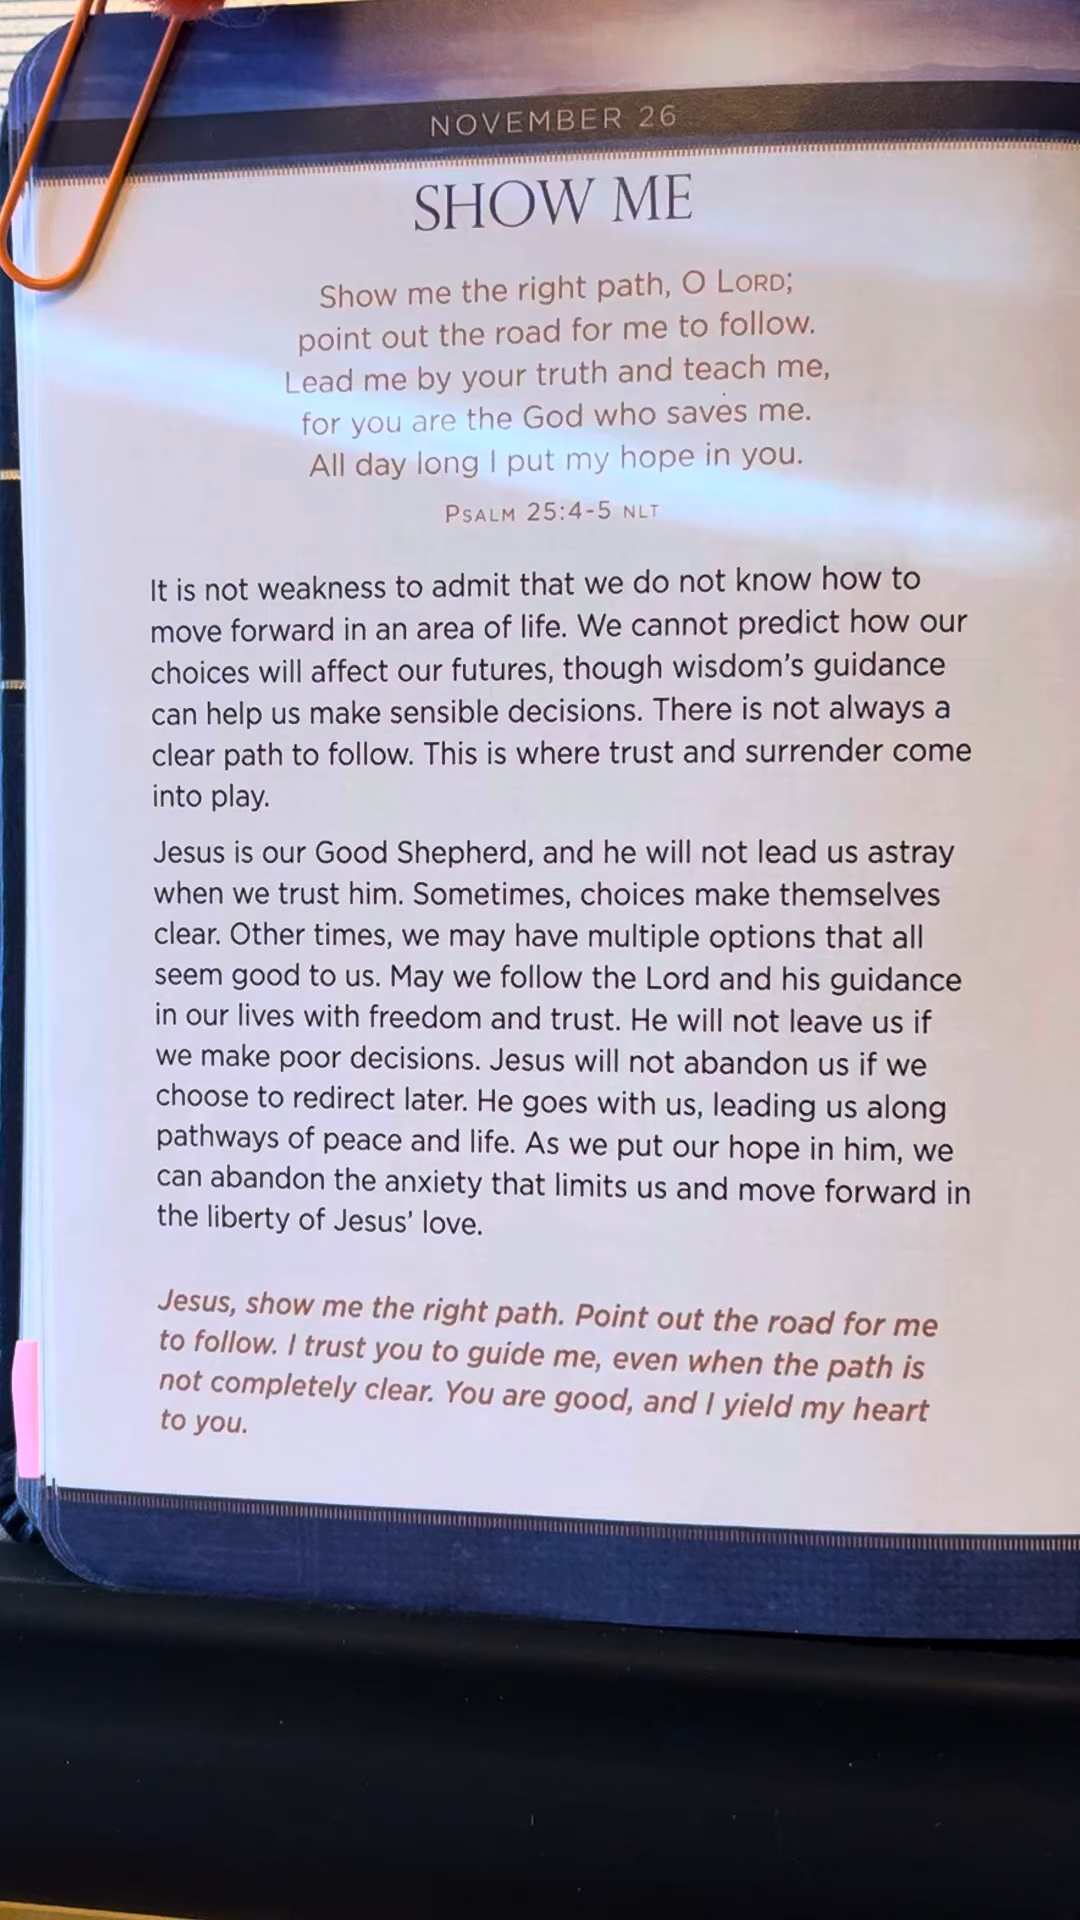 NOVEMBER 26
SHOW ME
Show me the right path, O LORD;
point out the road for me to follow.
Lead me by your truth and teach me,
for you are the God who saves me.
All day long I put my hope in you.
PSALM 25:4-5 NLT
It is not weakness to admit that we do not know how to
move forward in an area of life. We cannot predict how our
choices will affect our futures, though wisdom's guidance
can help us make sensible decisions. There is not always a
clear path to follow. This is where trust and surrender come
into play.
Jesus is our Good Shepherd, and he will not lead us astray
when we trust him. Sometimes, choices make themselves
clear. Other times, we may have multiple options that all
seem good to us. May we follow the Lord and his guidance
in our lives with freedom and trust. He will not leave us if
we make poor decisions. Jesus will not abandon us if we
choose to redirect later. He goes with us, leading us along
pathways of peace and life. As we put our hope in him, we
can abandon the anxiety that limits us and move forward in
the liberty of Jesus' love.
Jesus, show me the right path. Point out the road for me
to follow. I trust you to guide me, even when the path is
not completely clear. You are good, and I yield my heart
to you.